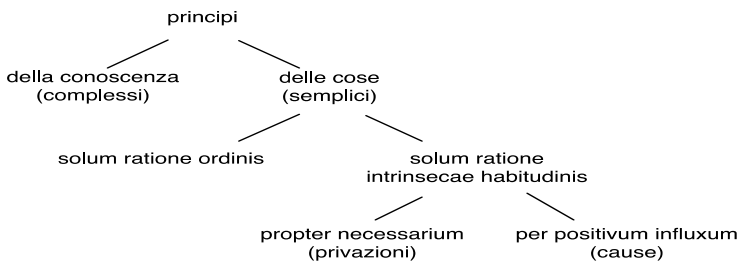 principi
della conoscenza
(complessi)
delle cose
(semplici)
solum ratione ordinis
solum ratione
intrinsecae habitudinis
propter necessarium
(privazioni)
per positivum influxum
(cause)